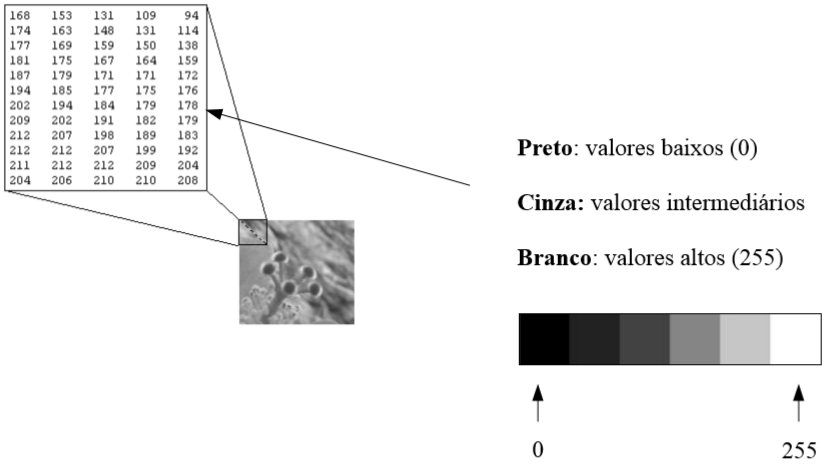 168 153 131 109 94
174 163 148 131 114
177 169 159 150 138
181 175 167 164 159
187 179 171 171 172
194 185 177 175 176
202 194 184 179 178
209 202 191 182 179
212 207 198 189 183
212 212 207 199 192
211 212 212 209 204
204 206 210 210 208
Preto: valores baixos (0)
Cinza: valores intermediários
Branco: valores altos (255)
0 255